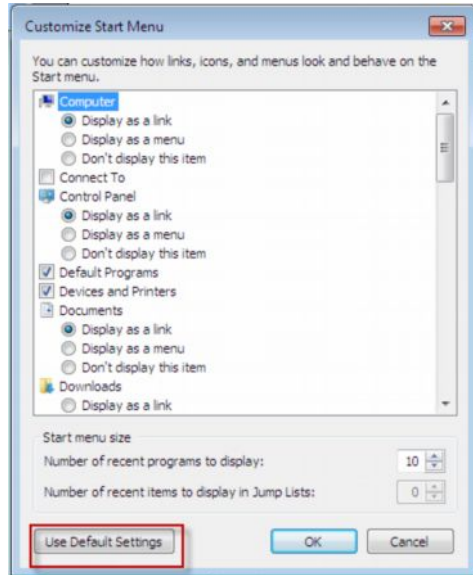 Customize Start Menu
You can customize how links, icons, and menus look and behave on the
Start menu.
Computer
Display as a link
Display as a menu
Don't display this item
Connect To
Control Panel
Display as a link
Display as a menu
Don't display this item
Default Programs
Devices and Printers
Documents
Display as a link
Display as a menu
Don't display this item
Downloads
Display as a link
Start menu size
Number of recent programs to display: 10
Number of recent items to display in Jump Lists: 0
Use Default Settings OK Cancel